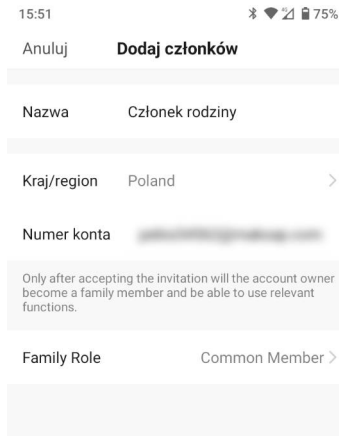 15:51 4G 75%
Anuluj Dodaj członków
Nazwa Członek rodziny
Kraj/region Poland
Numer konta
Only after accepting the invitation will the account owner
become a family member and be able to use relevant
functions.
Family Role Common Member